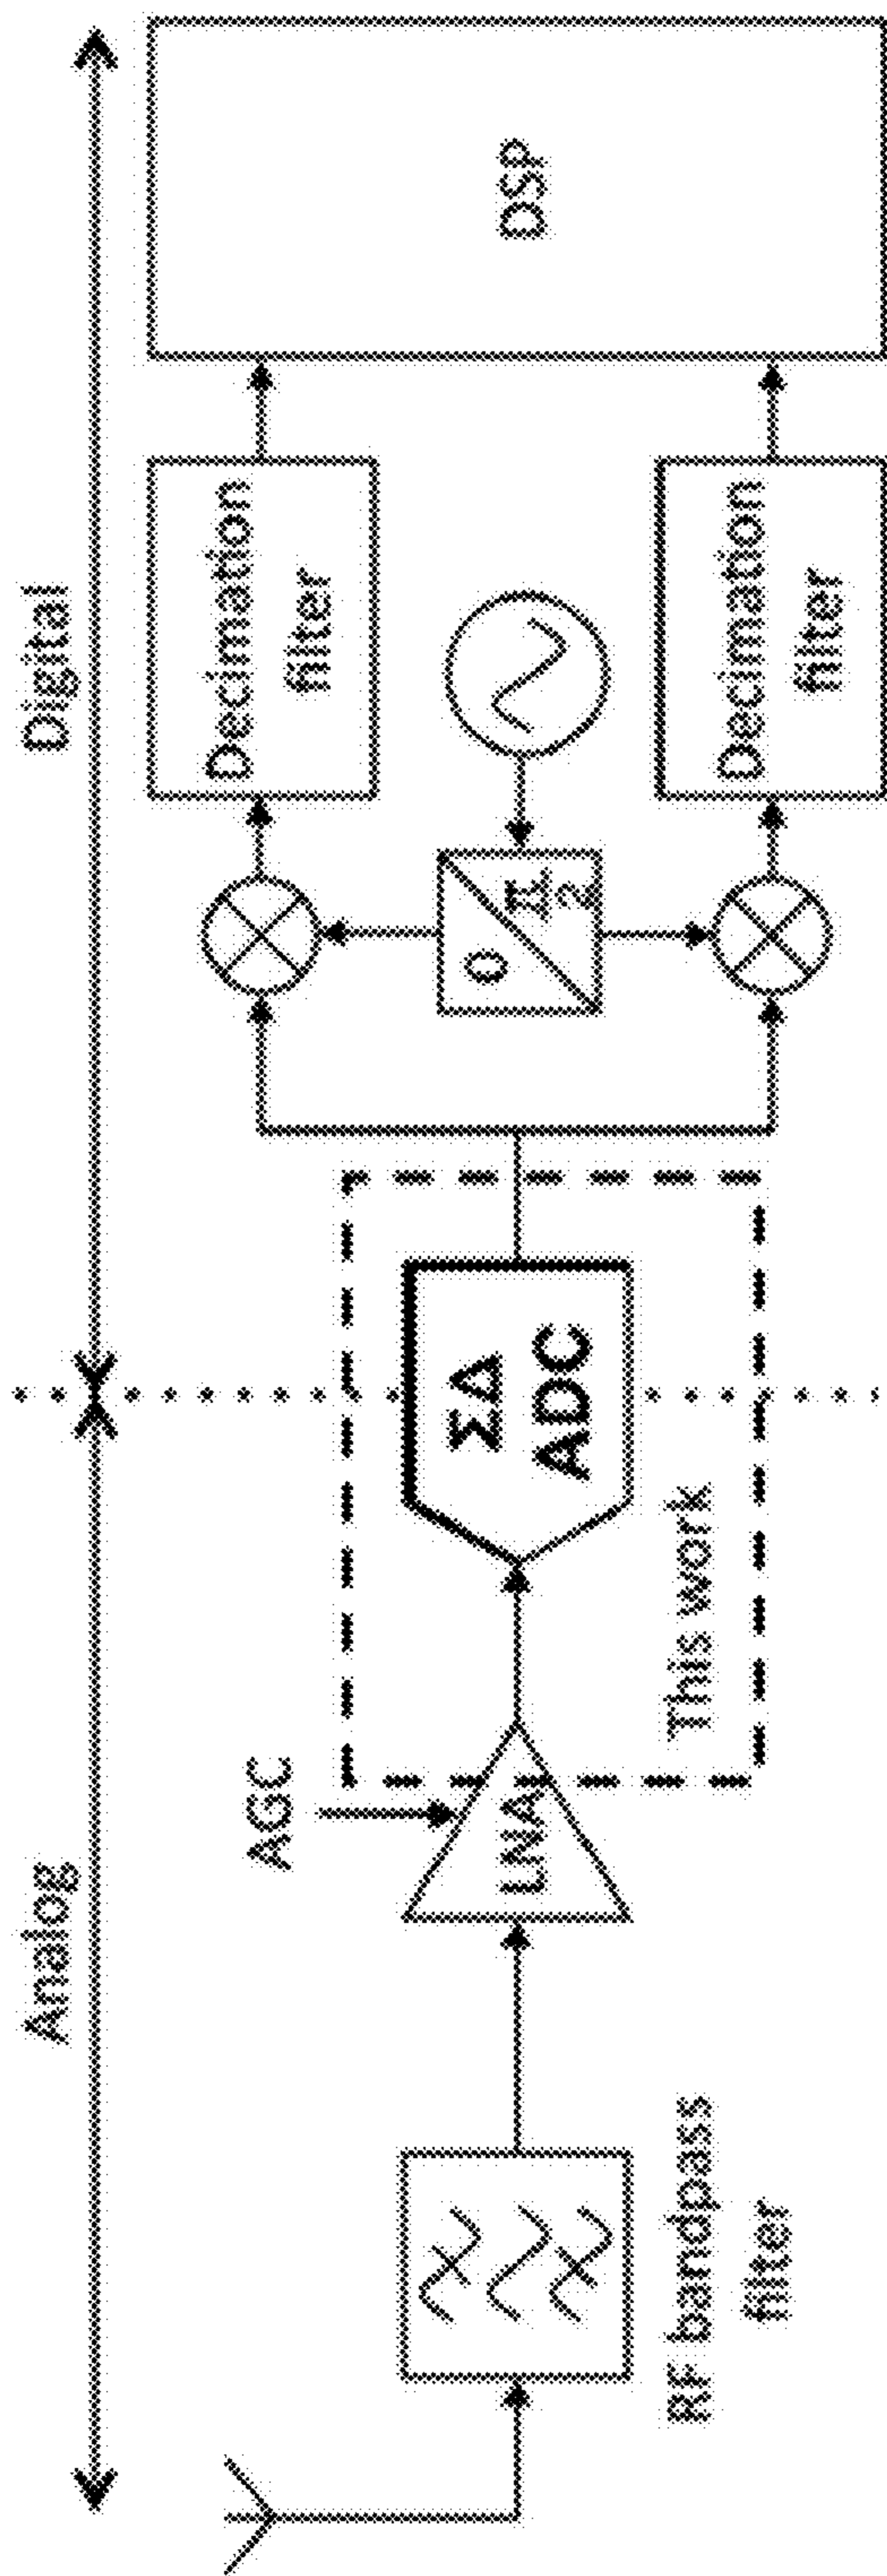 Analog
Digital
AGC
LNA
ΣΔ
ADC
This work
RF bandpass
filter
0
π
2
Decimation
filter
Decimation
filter
DSP